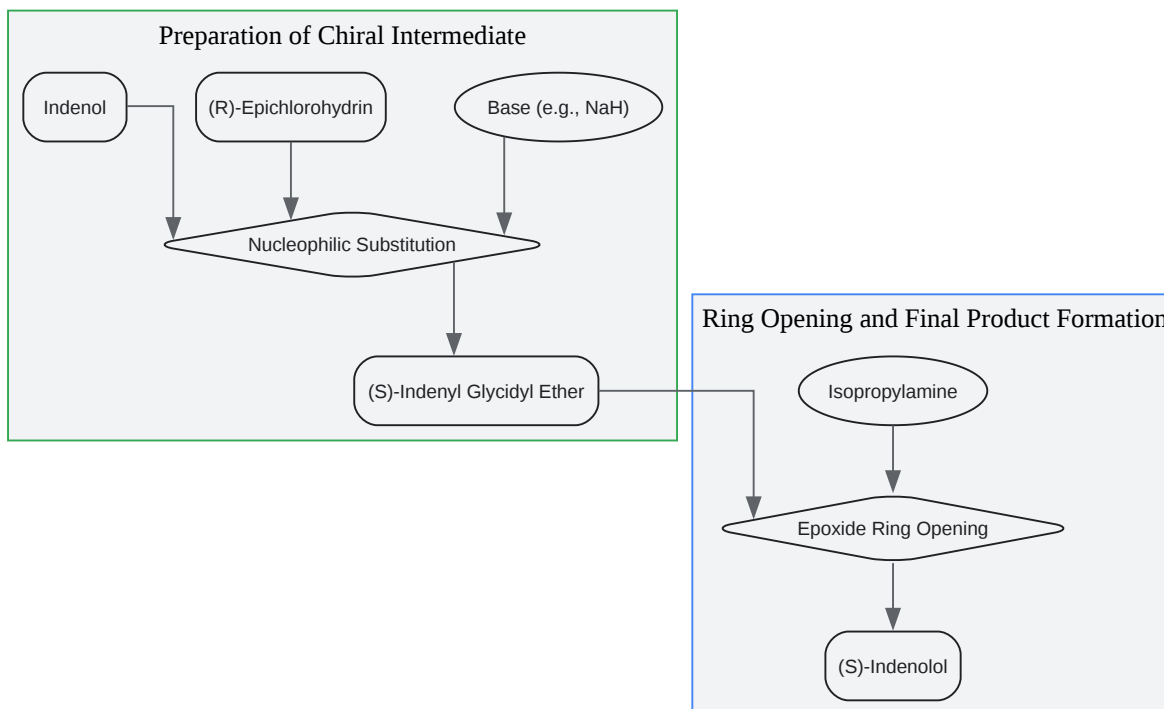 Preparation of Chiral Intermediate
Indenol
(R)-Epichlorohydrin
Base (e.g., NaH)
Nucleophilic Substitution
(S)-Indenyl Glycidyl Ether
Ring Opening and Final Product Formation
Isopropylamine
Epoxide Ring Opening
(S)-Indenolol